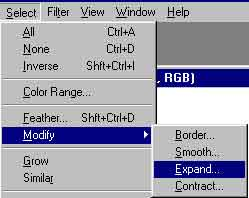 Select Filter View Window Help
All Ctrl+A
None Ctrl+D
Inverse Shft+Ctrl+I
, RGB)
Color Range...
Feather... Shft+Ctrl+D
Modify
Border...
Smooth...
Grow
Expand...
Similar
Contract...